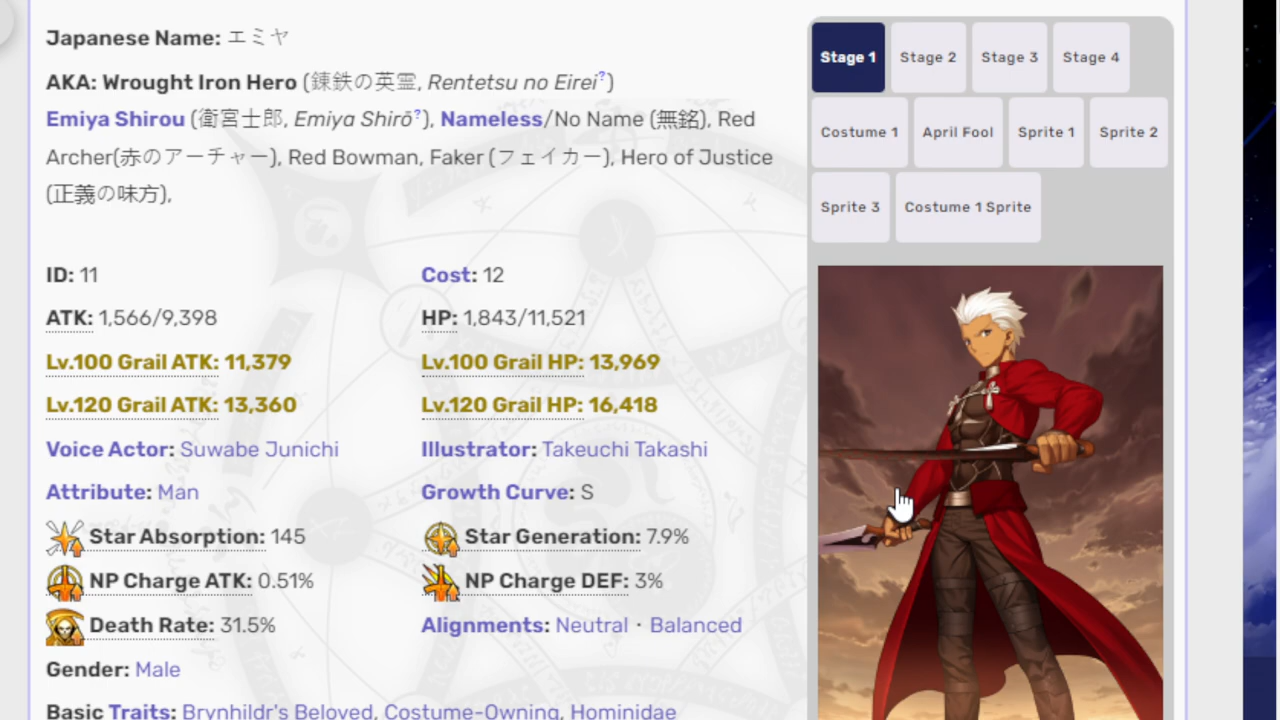 Japanese Name: エミヤ
AKA: Wrought Iron Hero (錬鉄の英霊, Rentetsu no Eirei?)
Emiya Shirou (衛宮士郎, Emiya Shirō?), Nameless/No Name (無銘), Red
Archer(赤のアーチャー), Red Bowman, Faker (フェイカー), Hero of Justice
(正義の味方),
ID: 11
Cost: 12
ATK: 1,566/9,398
HP: 1,843/11,521
Lv.100 Grail ATK: 11,379
Lv.100 Grail HP: 13,969
Lv.120 Grail ATK: 13,360
Lv.120 Grail HP: 16,418
Voice Actor: Suwabe Junichi
Illustrator: Takeuchi Takashi
Attribute: Man
Growth Curve: S
Star Absorption: 145
Star Generation: 7.9%
NP Charge ATK: 0.51%
NP Charge DEF: 3%
Death Rate: 31.5%
Alignments: Neutral・Balanced
Gender: Male
Basic Traits: Brynhildr's Beloved, Costume-Owning, Hominidae
Stage 1
Stage 2
Stage 3
Stage 4
Costume 1
April Fool
Sprite 1
Sprite 2
Sprite 3
Costume 1 Sprite